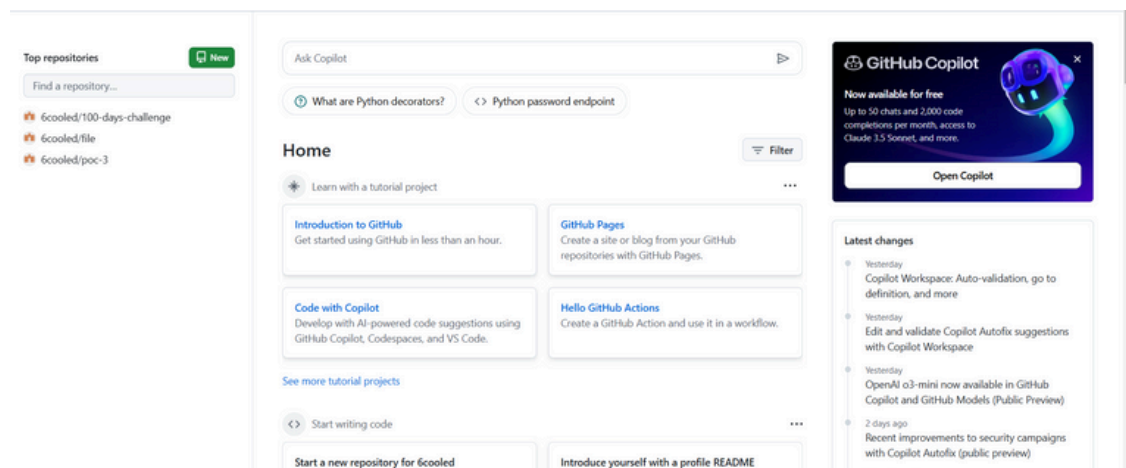 Top repositories
New
Find a repository...
6cooled/100-days-challenge
6cooled/file
6cooled/poc-3
Ask Copilot
What are Python decorators?
<> Python password endpoint
Home
Filter
Learn with a tutorial project
Introduction to GitHub
Get started using GitHub in less than an hour.
GitHub Pages
Create a site or blog from your GitHub
repositories with GitHub Pages.
Code with Copilot
Develop with AI-powered code suggestions using
GitHub Copilot, Codespaces, and VS Code.
Hello GitHub Actions
Create a GitHub Action and use it in a workflow.
See more tutorial projects
<> Start writing code
Start a new repository for 6cooled
Introduce yourself with a profile README
GitHub Copilot
Now available for free
Up to 50 chats and 2,000 code
completions per month, access to
Claude 3.5 Sonnet, and more.
Open Copilot
Latest changes
Yesterday
Copilot Workspace: Auto-validation, go to
definition, and more
Yesterday
Edit and validate Copilot Autofix suggestions
with Copilot Workspace
Yesterday
OpenAI o3-mini now available in GitHub
Copilot and GitHub Models (Public Preview)
2 days ago
Recent improvements to security campaigns
with Copilot Autofix (public preview)